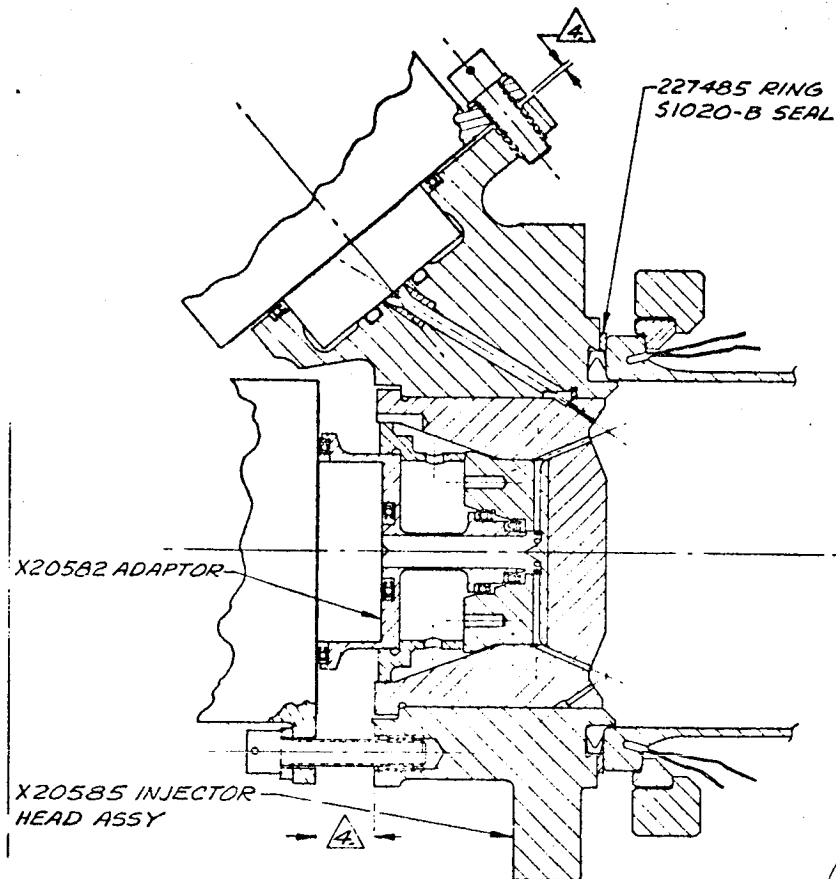 4.
227485 RING
S1020-B SEAL
X20582 ADAPTOR
X20585 INJECTOR
HEAD ASSY
4.